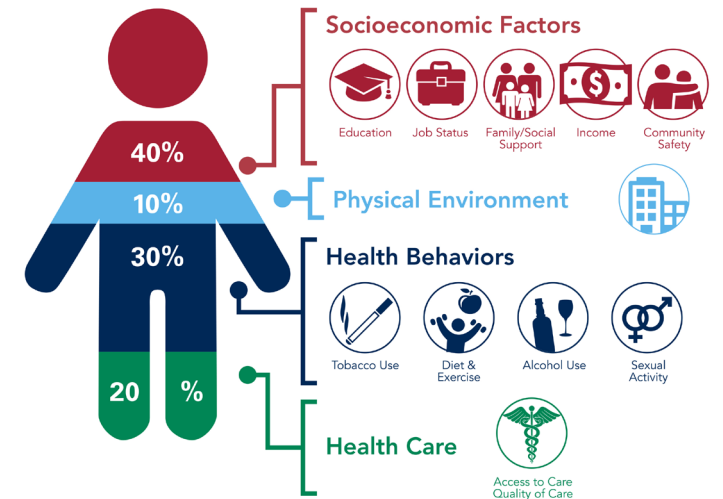 Socioeconomic Factors
Education
Job Status
Family/Social
Support
Income
Community
Safety
40%
10%
Physical Environment
30%
Health Behaviors
Tobacco Use
Diet &
Exercise
Alcohol Use
Sexual
Activity
20 %
Health Care
Access to Care
Quality of Care